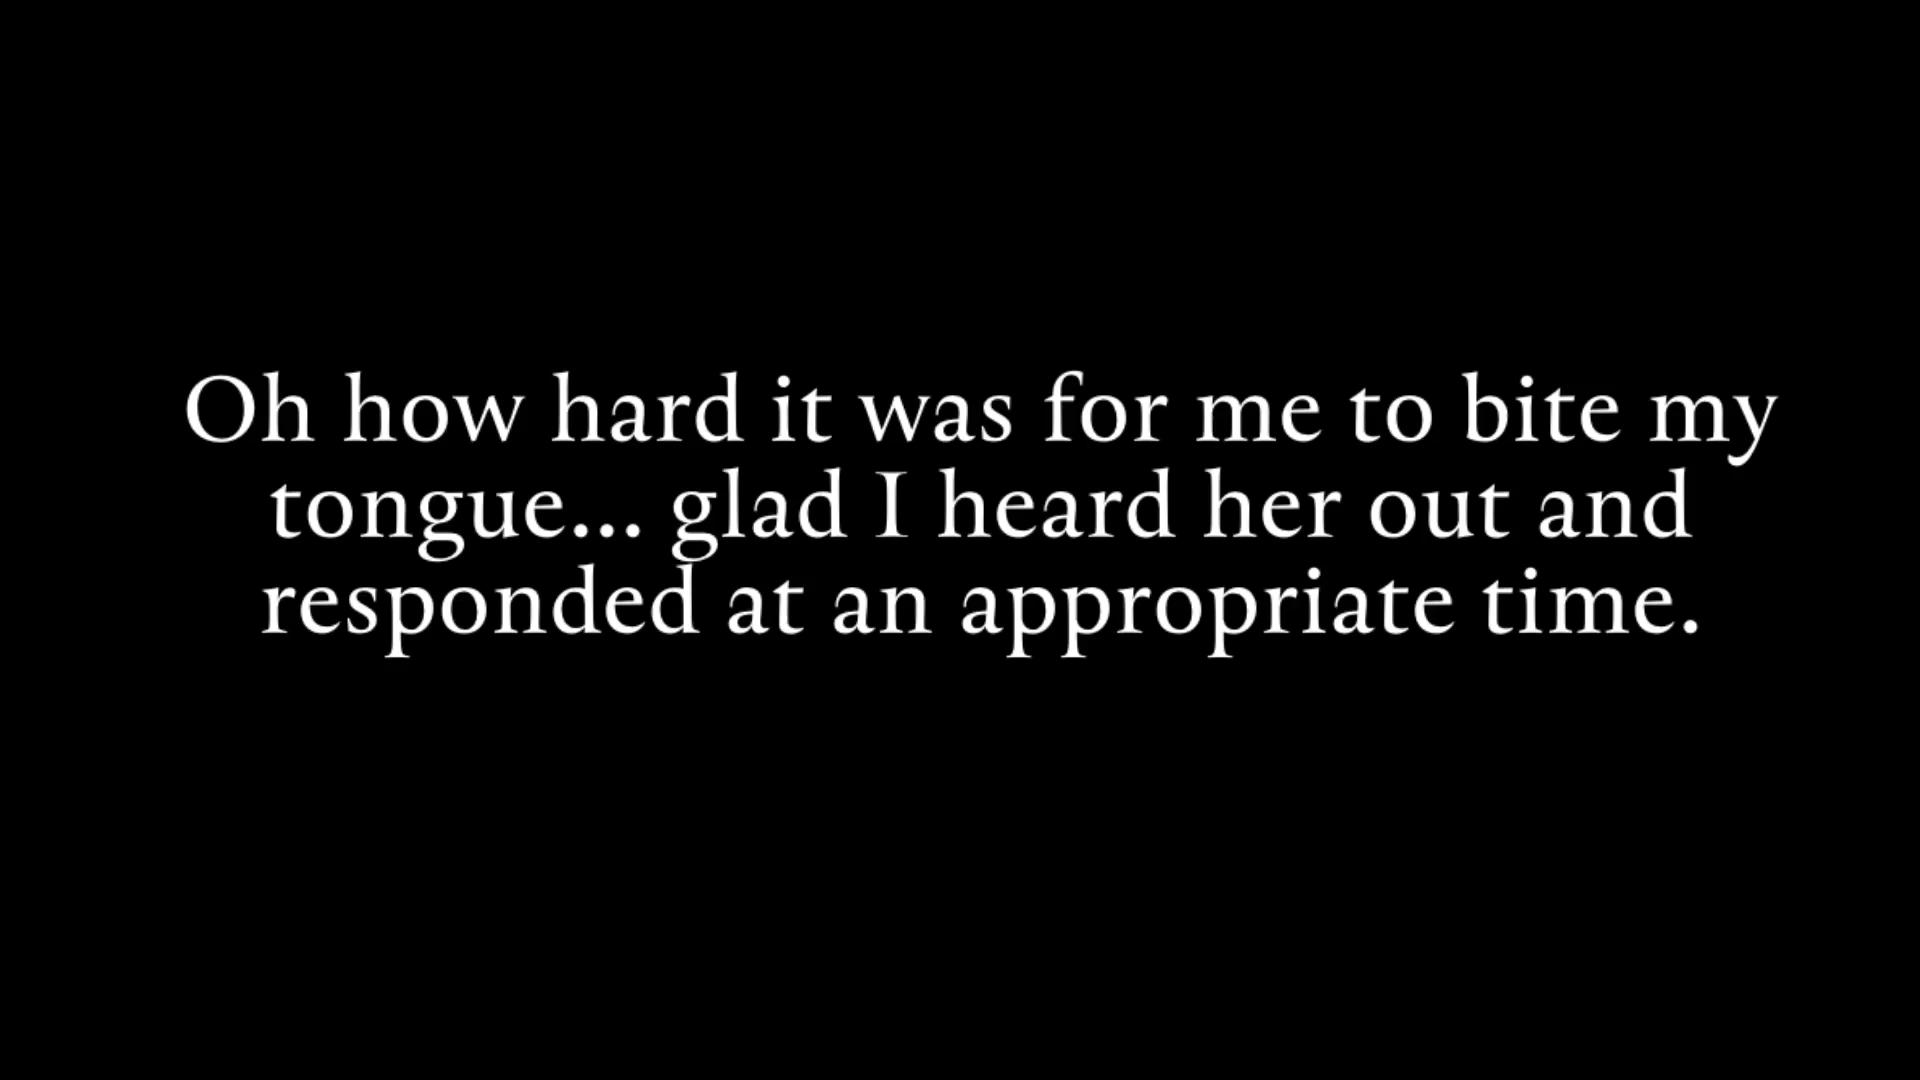 Oh how hard it was for me to bite my
tongue... glad I heard her out and
responded at an appropriate time.